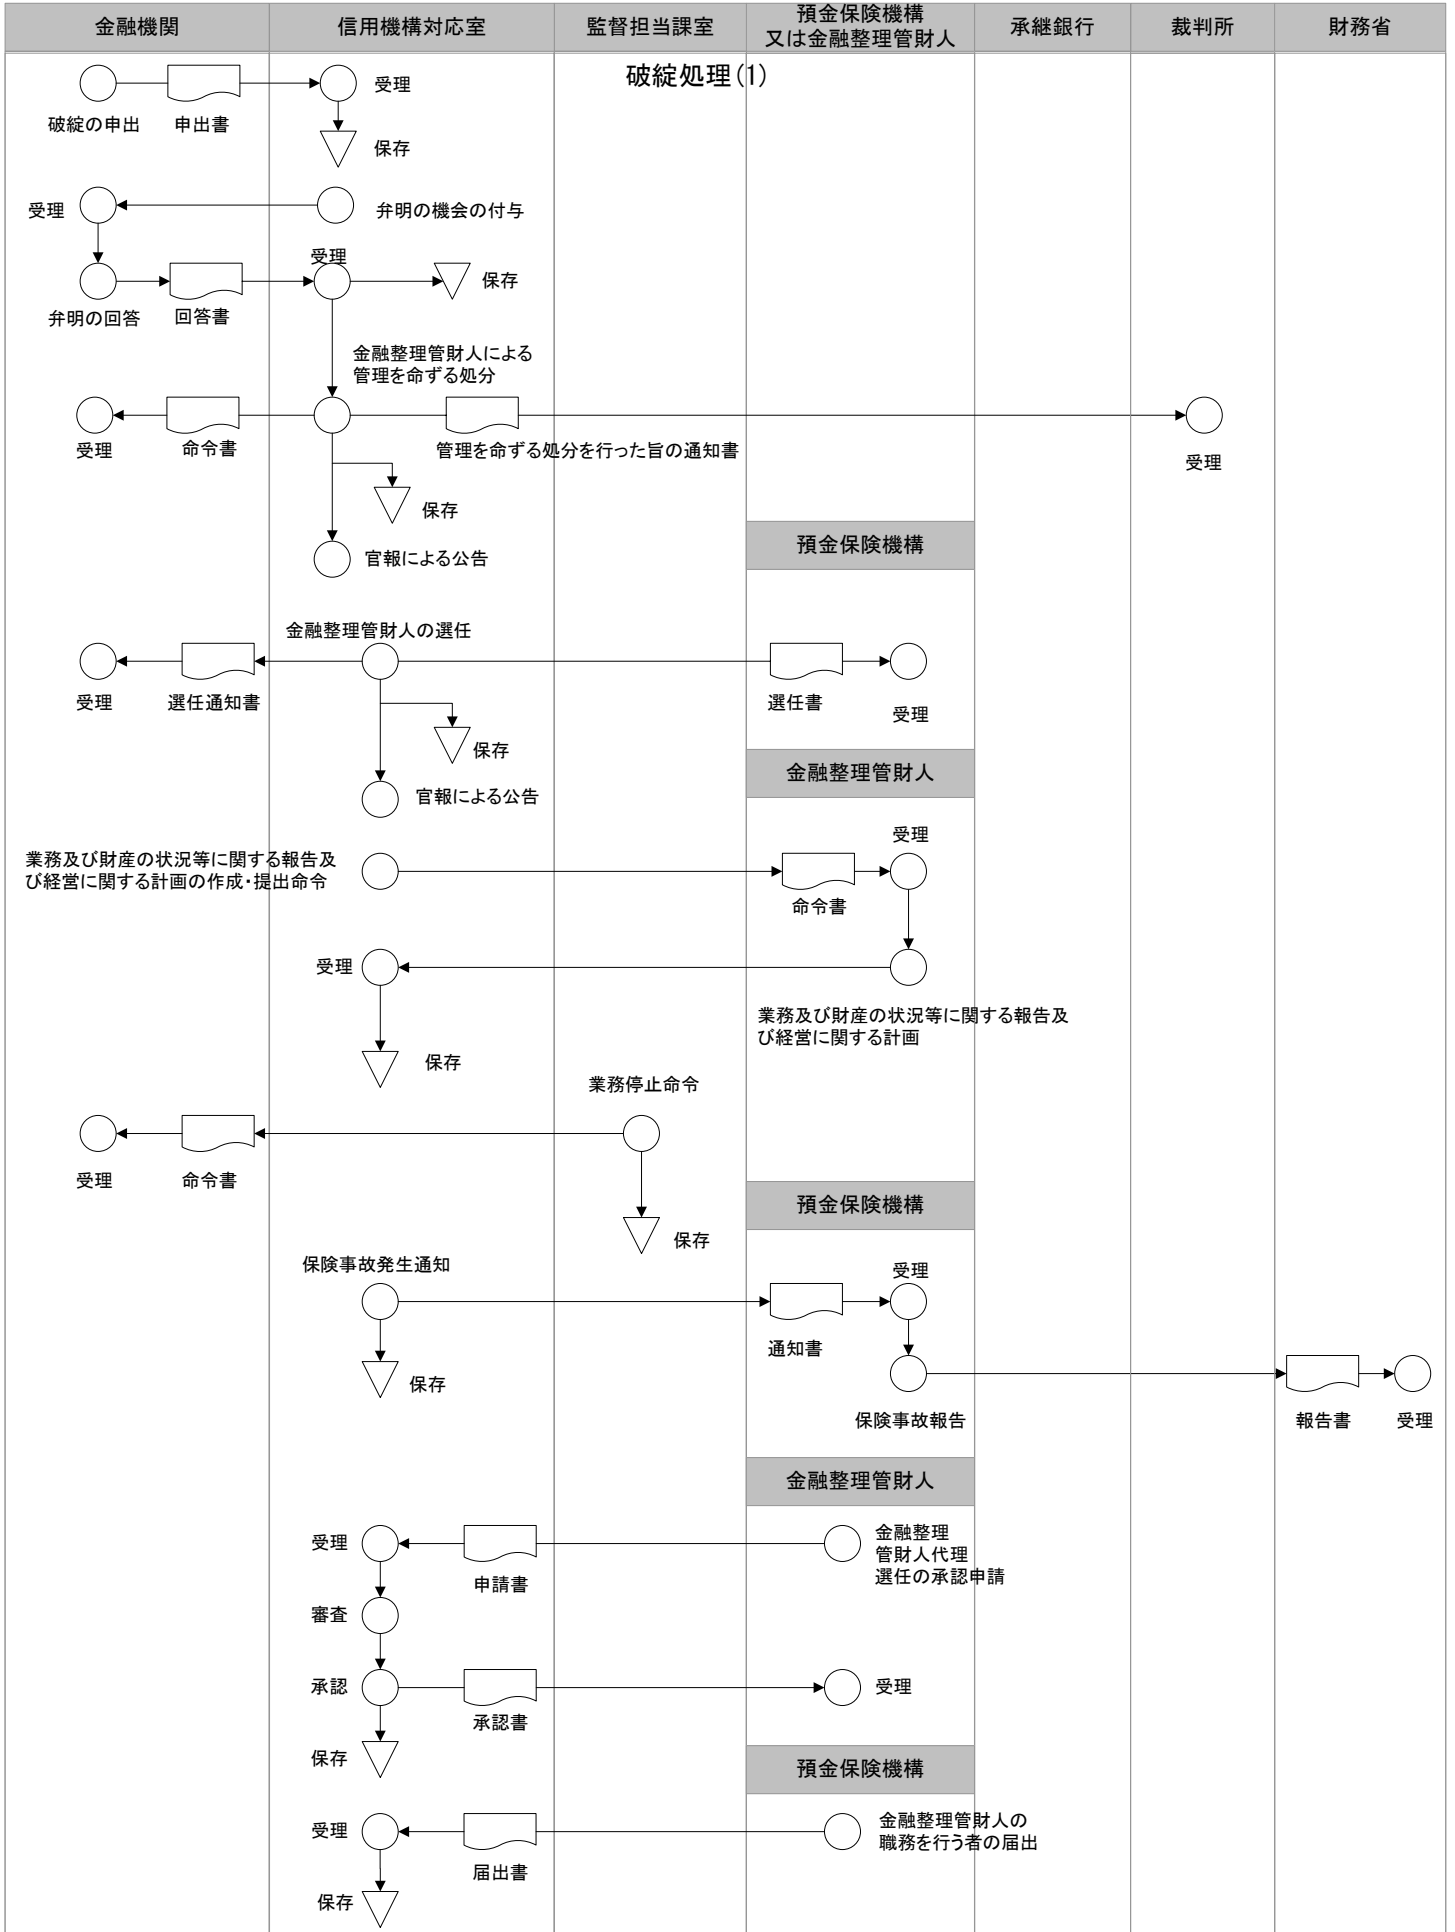 金融機関
信用機構対応室
監督担当課室
預金保険機構
又は金融整理管財人
承継銀行
裁判所
財務省
破綻処理(1)
受理
破綻の申出
申出書
保存
受理
弁明の機会の付与
受理
保存
弁明の回答
回答書
金融整理管財人による
管理を命ずる処分
受理
命令書
管理を命ずる処分を行った旨の通知書
受理
保存
預金保険機構
官報による公告
金融整理管財人の選任
受理
選任通知書
選任書
受理
保存
金融整理管財人
官報による公告
受理
業務及び財産の状況等に関する報告及
び経営に関する計画の作成・提出命令
命令書
受理
業務及び財産の状況等に関する報告及
び経営に関する計画
保存
業務停止命令
受理
命令書
預金保険機構
保存
保険事故発生通知
受理
通知書
保存
保険事故報告
報告書
受理
金融整理管財人
受理
金融整理
管財人代理
選任の承認申請
申請書
審査
承認
受理
承認書
保存
預金保険機構
受理
金融整理管財人の
職務を行う者の届出
届出書
保存